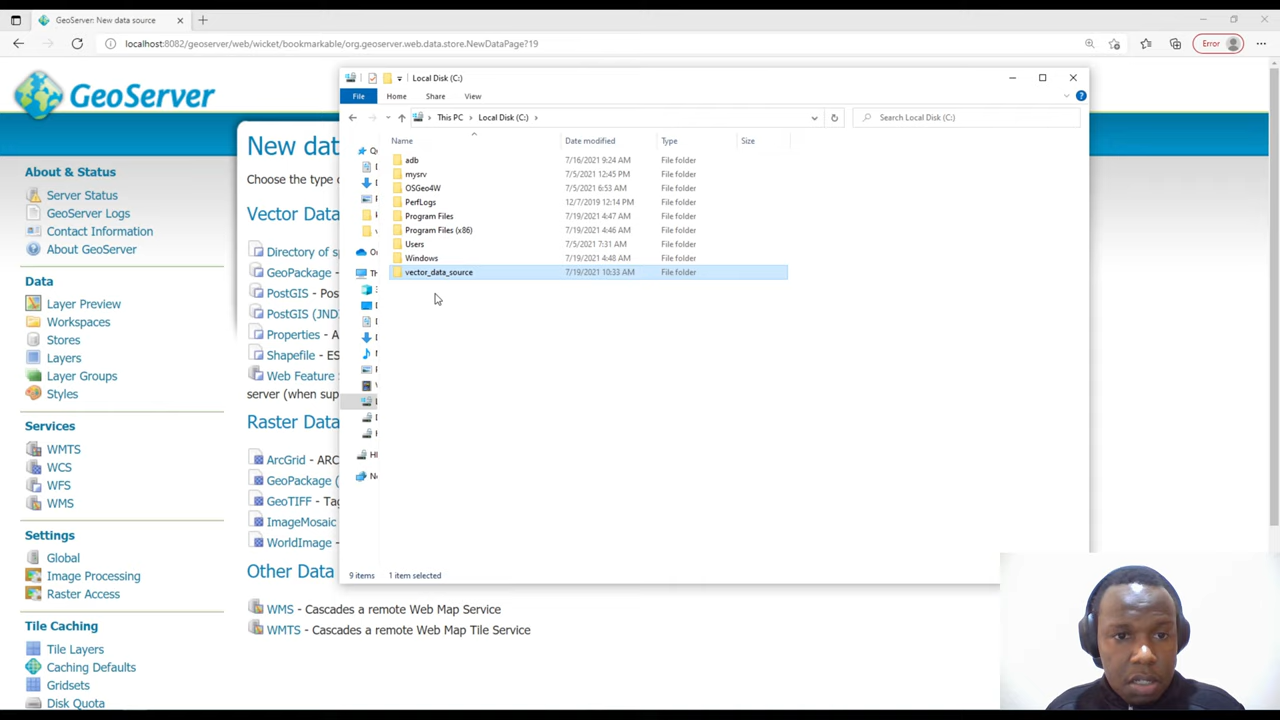 GeoServer: New data source
localhost:8082/geoserver/web/wicket/bookmarkable/org.geoserver.web.data.store.NewDataPage?19
Error
GeoServer
About & Status
Server Status
GeoServer Logs
Contact Information
About GeoServer
Data
Layer Preview
Workspaces
Stores
Layers
Layer Groups
Styles
Services
WMTS
WCS
WFS
WMS
Settings
Global
Image Processing
Raster Access
Tile Caching
Tile Layers
Caching Defaults
Gridsets
Disk Quota
New dat
Choose the type o
Vector Data
Directory of sp
GeoPackage -
PostGIS - Pos
PostGIS (JNDI
Properties - A
Shapefile - ES
Web Feature S
server (when sup
Raster Data
ArcGrid - ARC
GeoPackage (
GeoTIFF - Tag
ImageMosaic
WorldImage -
Other Data
WMS - Cascades a remote Web Map Service
WMTS - Cascades a remote Web Map Tile Service
Local Disk (C:)
File Home Share View
This PC Local Disk (C:)
Search Local Disk (C:)
Name Date modified Type Size
adb 7/16/2021 9:24 AM File folder
mysrv 7/5/2021 12:45 PM File folder
OSGeo4W 7/5/2021 6:53 AM File folder
PerfLogs 12/7/2019 12:14 PM File folder
Program Files 7/19/2021 4:47 AM File folder
Program Files (x86) 7/19/2021 4:46 AM File folder
Users 7/5/2021 7:31 AM File folder
Windows 7/19/2021 4:48 AM File folder
vector_data_source 7/19/2021 10:33 AM File folder
9 items 1 item selected